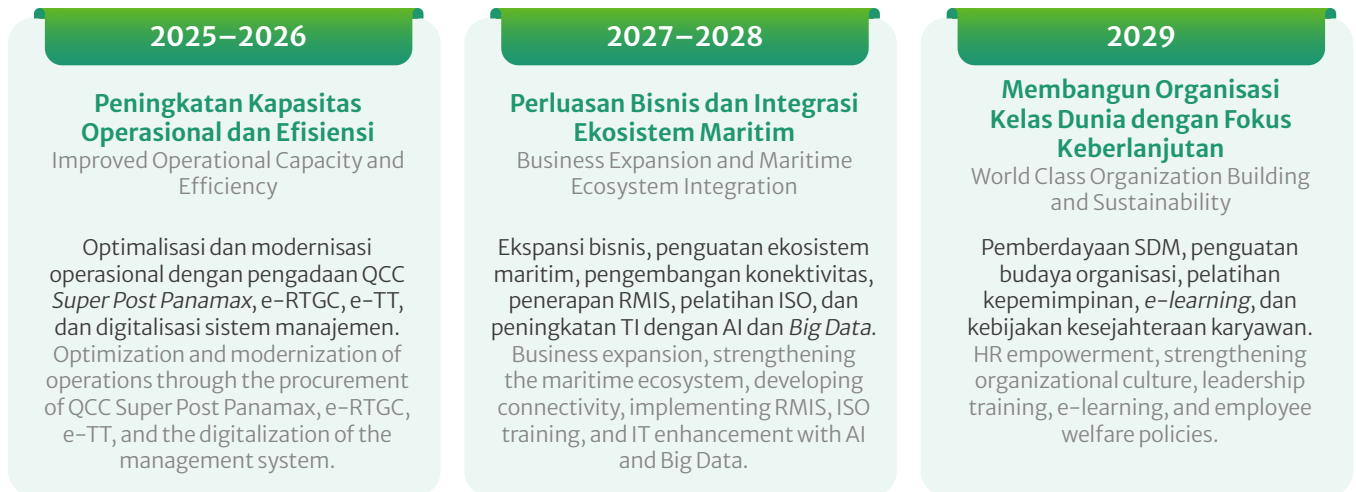 2025–2026
Peningkatan Kapasitas
Operasional dan Efisiensi
Improved Operational Capacity and
Efficiency
Optimalisasi dan modernisasi
operasional dengan pengadaan QCC
Super Post Panamax, e-RTGC, e-TT,
dan digitalisasi sistem manajemen.
Optimization and modernization of
operations through the procurement
of QCC Super Post Panamax, e-RTGC,
e-TT, and the digitalization of the
management system.
2027–2028
Perluasan Bisnis dan Integrasi
Ekosistem Maritim
Business Expansion and Maritime
Ecosystem Integration
Ekspansi bisnis, penguatan ekosistem
maritim, pengembangan konektivitas,
penerapan RMIS, pelatihan ISO, dan
peningkatan TI dengan AI dan Big Data.
Business expansion, strengthening
the maritime ecosystem, developing
connectivity, implementing RMIS, ISO
training, and IT enhancement with AI
and Big Data.
2029
Membangun Organisasi
Kelas Dunia dengan Fokus
Keberlanjutan
World Class Organization Building
and Sustainability
Pemberdayaan SDM, penguatan
budaya organisasi, pelatihan
kepemimpinan, e-learning, dan
kebijakan kesejahteraan karyawan.
HR empowerment, strengthening
organizational culture, leadership
training, e-learning, and employee
welfare policies.